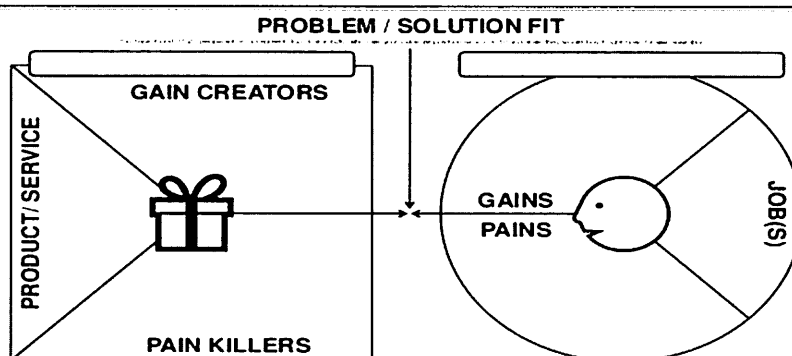 PROBLEM / SOLUTION FIT
GAIN CREATORS
PRODUCT/ SERVICE
GAINS
PAINS
JOB(S)
PAIN KILLERS